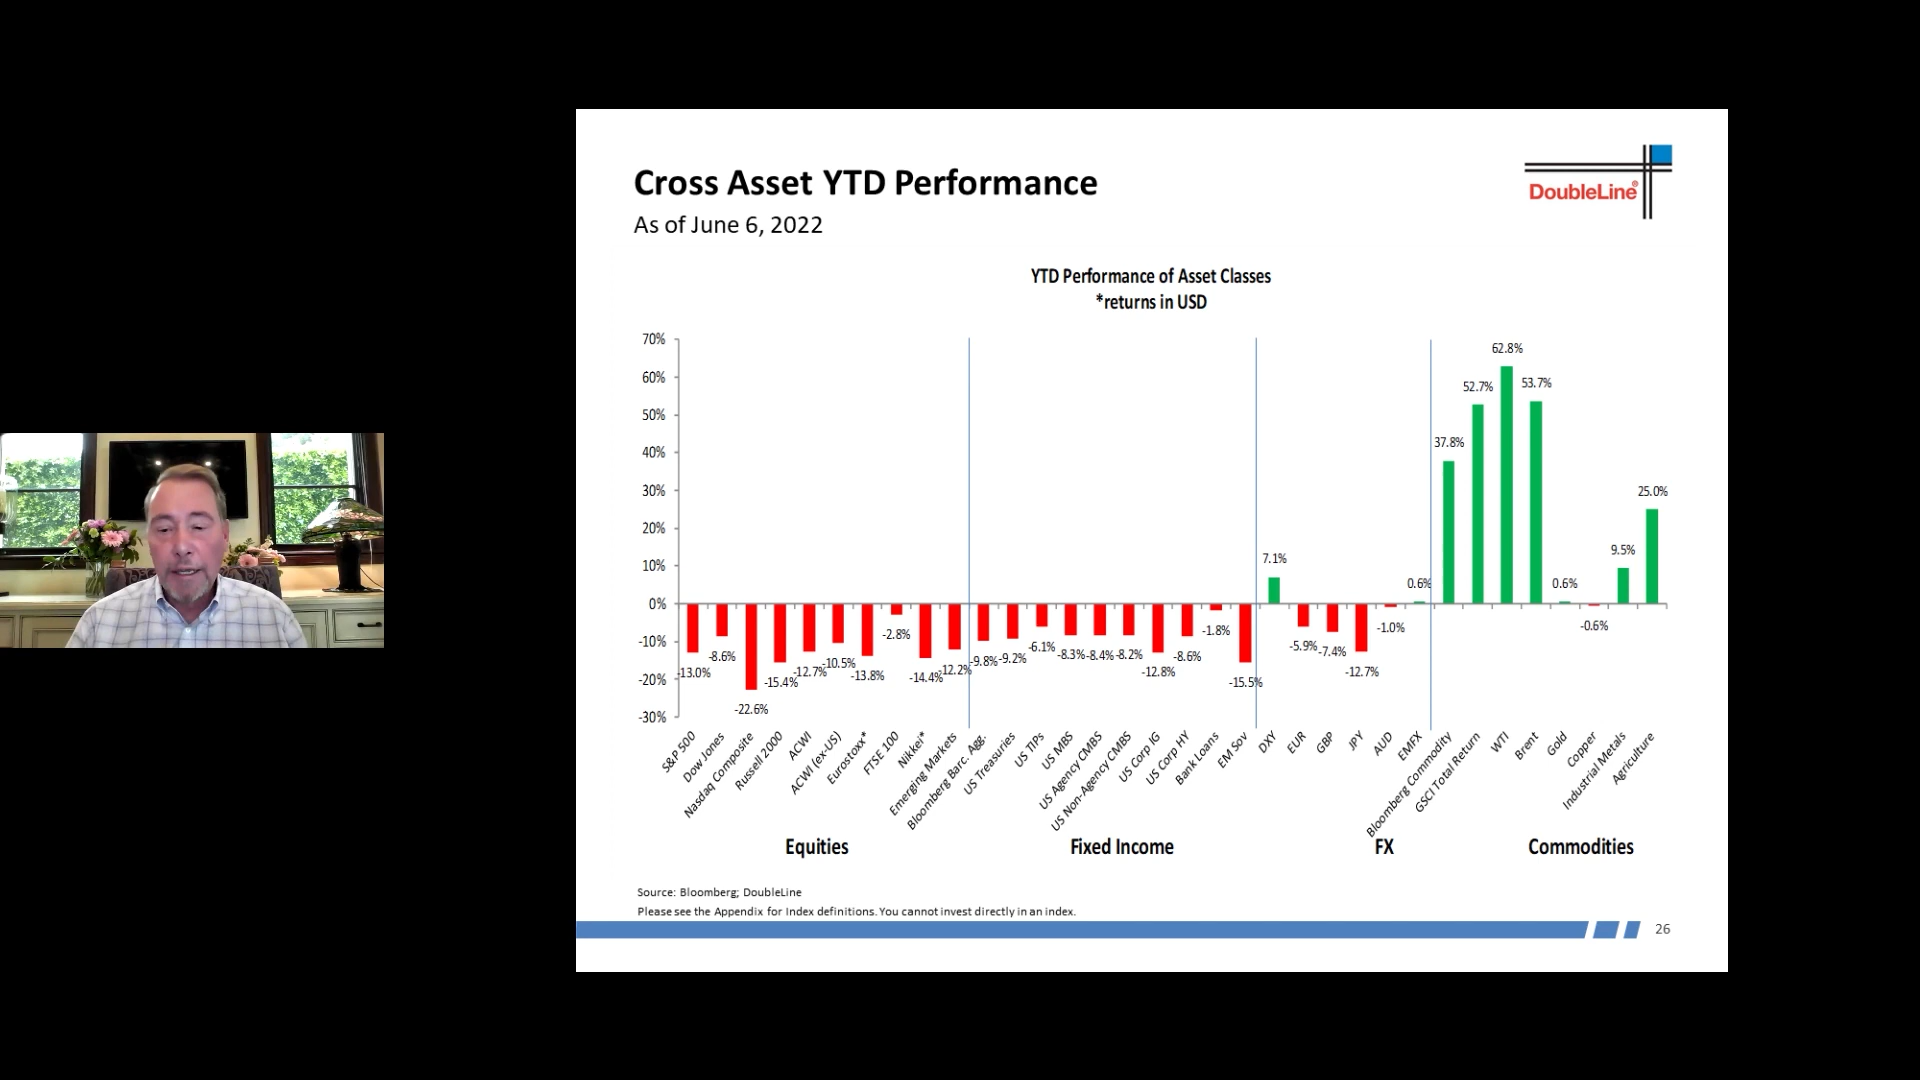 Cross Asset YTD Performance
As of June 6, 2022
DoubleLine®
YTD Performance of Asset Classes
*returns in USD
70%
60%
50%
40%
30%
20%
10%
0%
-10%
-20%
-30%
-13.0%
-8.6%
-22.6%
-15.4%
-12.7%
-10.5%
-13.8%
-2.8%
-14.4%
-12.2%
-9.8%
-9.2%
-6.1%
-8.3%
-8.4%
-8.2%
-12.8%
-8.6%
-1.8%
-15.5%
7.1%
-5.9%
-7.4%
-12.7%
-1.0%
0.6%
37.8%
52.7%
62.8%
53.7%
0.6%
-0.6%
9.5%
25.0%
S&P 500
Dow Jones
Nasdaq Composite
Russell 2000
ACWI
ACWI (ex-US)
Eurostoxx*
FTSE 100
Nikkei*
Emerging Markets
Bloomberg Barc. Agg.
US Treasuries
US TIPs
US MBS
US Agency CMBS
US Non-Agency CMBS
US Corp IG
US Corp HY
Bank Loans
EM Sov
DXY
EUR
GBP
JPY
AUD
EMFX
Bloomberg Commodity
GSCI Total Return
WTI
Brent
Gold
Copper
Industrial Metals
Agriculture
Equities
Fixed Income
FX
Commodities
Source: Bloomberg; DoubleLine
Please see the Appendix for Index definitions. You cannot invest directly in an index.
26